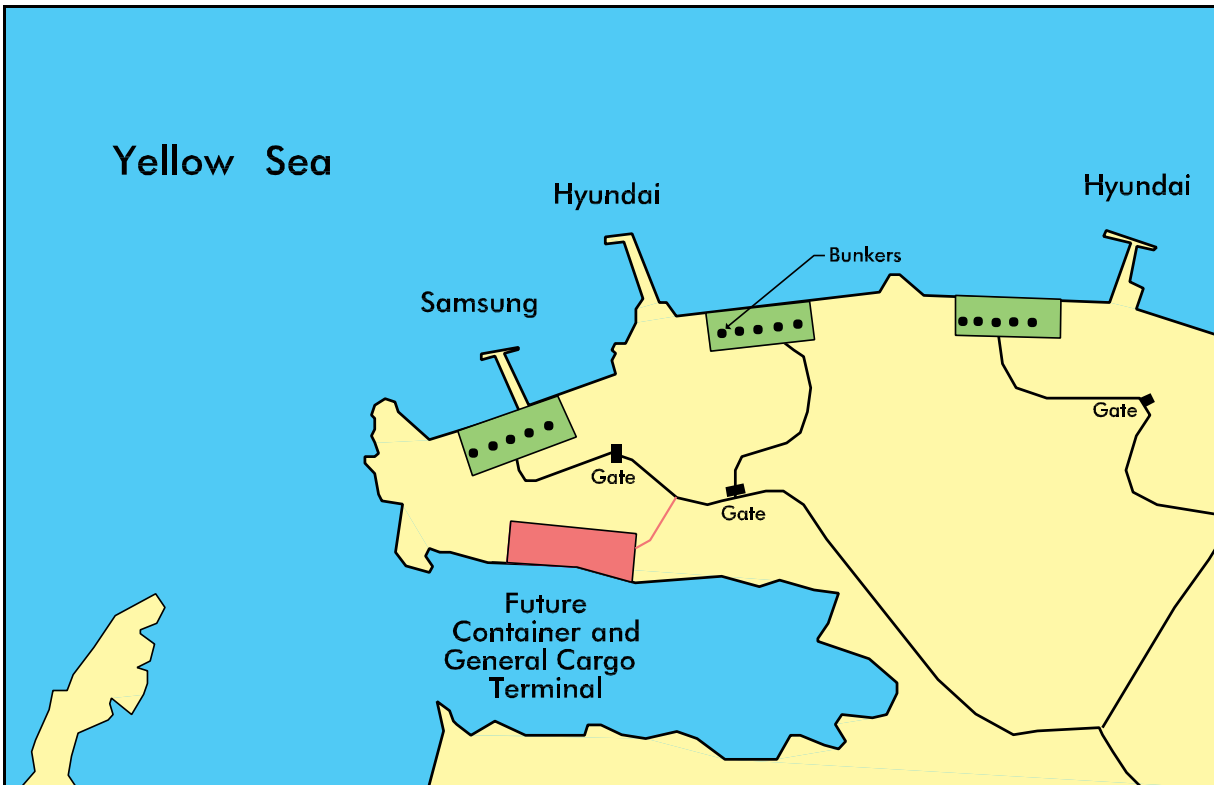 Yellow Sea
Hyundai
Hyundai
Bunkers
Samsung
Gate
Gate
Gate
Future
Container and
General Cargo
Terminal